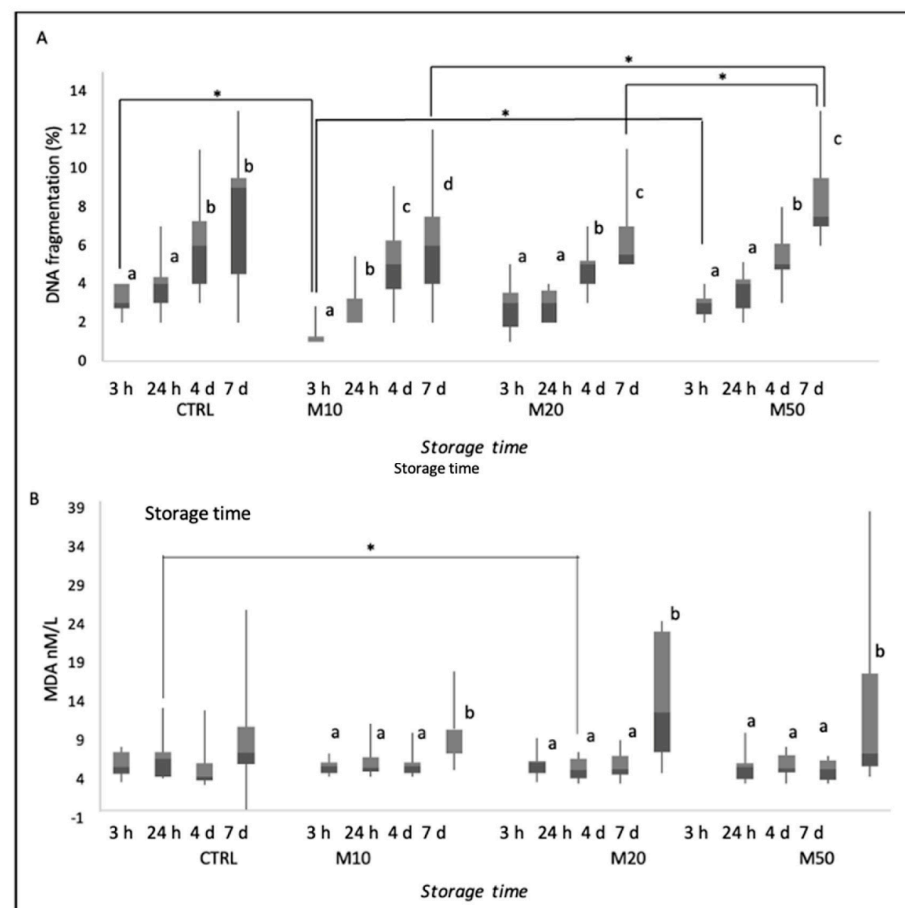 A
DNA fragmentation (%)
14
12
10
8
6
4
2
0
* * * *
a a b b
a b c d
a a b c
a a b c
3 h 24 h 4 d 7 d 3 h 24 h 4 d 7 d 3 h 24 h 4 d 7 d 3 h 24 h 4 d 7 d
CTRL M10 M20 M50
Storage time
Storage time
B
Storage time
MDA nM/L
39
34
29
24
19
14
9
4
-1
*
a a a b
a a a b
a a a b
3 h 24 h 4 d 7 d 3 h 24 h 4 d 7 d 3 h 24 h 4 d 7 d 3 h 24 h 4 d 7 d
CTRL M10 M20 M50
Storage time